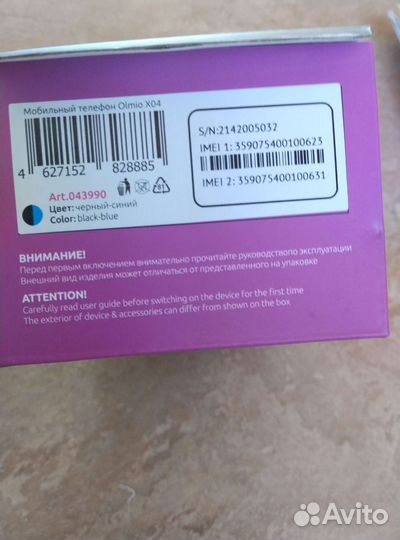 Мобильный телефон Olmio X04
4 627152 828885
Art.043990
Цвет: черный-синий
Color: black-blue
S/N:2142005032
IMEI 1: 359075400100623
IMEI 2: 359075400100631
ВНИМАНИЕ!
Перед первым включением внимательно прочитайте руководствопо эксплуатации
Внешний вид изделия может отличаться от представленного на упаковке
ATTENTION!
Carefully read user guide before switching on the device for the first time
The exterior of device & accessories can differ from shown on the box
Avito